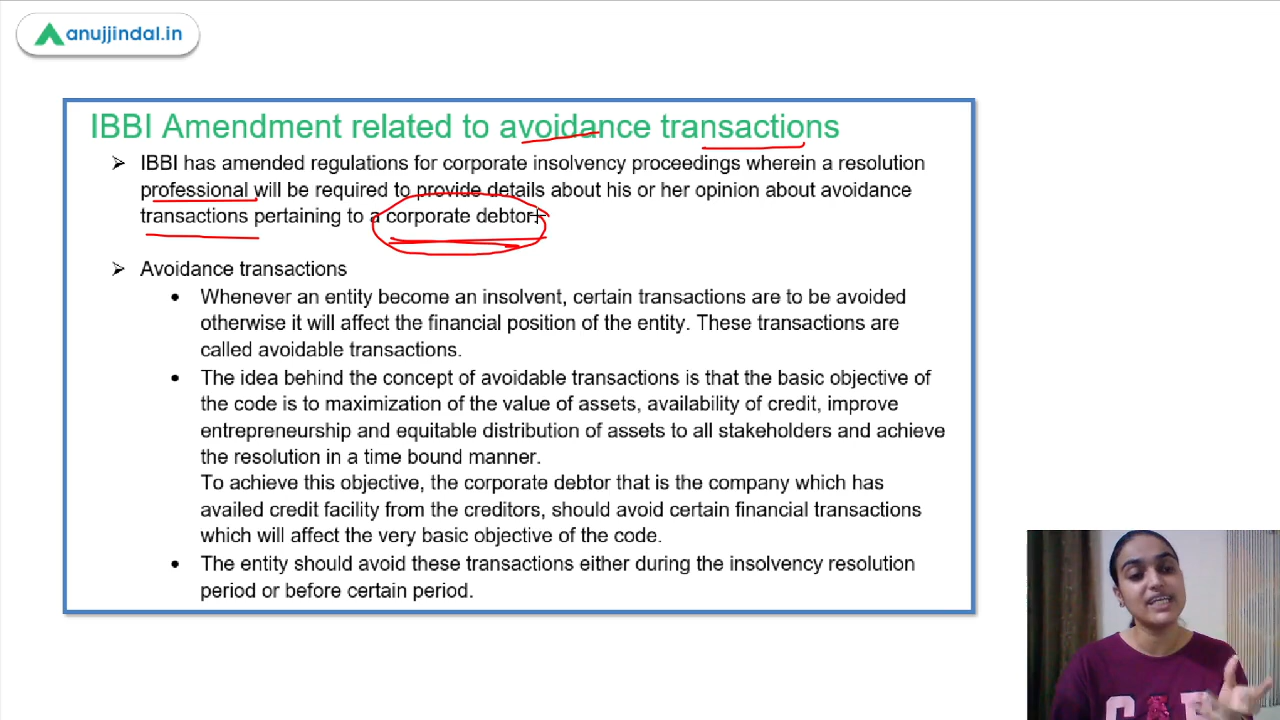 anujjindal.in
IBBI Amendment related to avoidance transactions
IBBI has amended regulations for corporate insolvency proceedings wherein a resolution
professional will be required to provide details about his or her opinion about avoidance
transactions pertaining to a corporate debtor.
Avoidance transactions
Whenever an entity become an insolvent, certain transactions are to be avoided
otherwise it will affect the financial position of the entity. These transactions are
called avoidable transactions.
The idea behind the concept of avoidable transactions is that the basic objective of
the code is to maximization of the value of assets, availability of credit, improve
entrepreneurship and equitable distribution of assets to all stakeholders and achieve
the resolution in a time bound manner.
To achieve this objective, the corporate debtor that is the company which has
availed credit facility from the creditors, should avoid certain financial transactions
which will affect the very basic objective of the code.
The entity should avoid these transactions either during the insolvency resolution
period or before certain period.